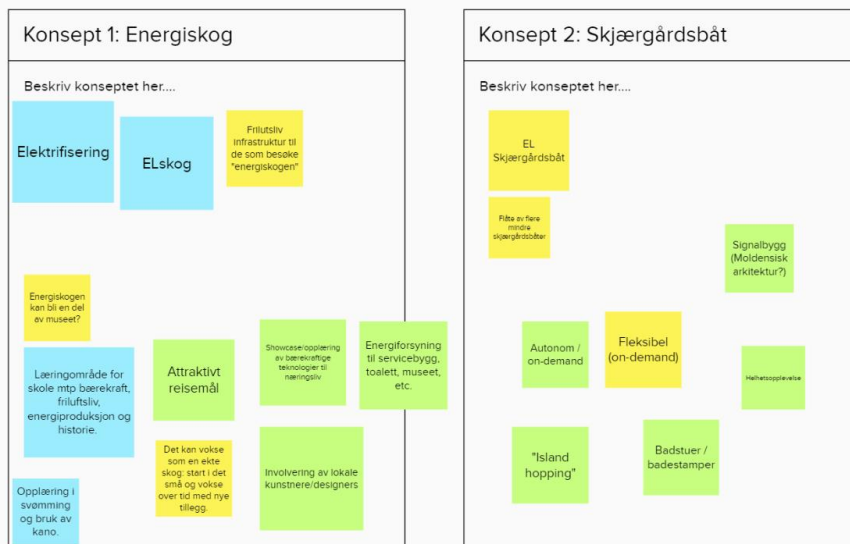 Konsept 1: Energiskog
Beskriv konseptet her....
Elektrifisering
ELskog
Frilutsliv
infrastruktur til
de som besøke
"energiskogen"
Energiskogen
kan bli en del
av museet?
Læringområde for
skole mtp bærekraft,
friluftsliv,
energiproduksjon og
historie.
Attraktivt
reisemål
Showcase/opplæring
av bærekraftige
teknologier til
næringsliv
Energiforsyning
til servicebygg,
toalett, museet,
etc.
Opplæring i
svømming
og bruk av
kano.
Det kan vokse
som en ekte
skog: start i det
små og vokse
over tid med nye
tillegg.
Involvering av lokale
kunstnere/designers
Konsept 2: Skjærgårdsbåt
Beskriv konseptet her....
EL
Skjærgårdsbåt
Flåte av flere
mindre
skjærgårdsbåter
Signalbygg
(Moldensisk
arkitektur?)
Autonom /
on-demand
Fleksibel
(on-demand)
Helhetsopplevelse
"Island
hopping"
Badstuer /
badestamper